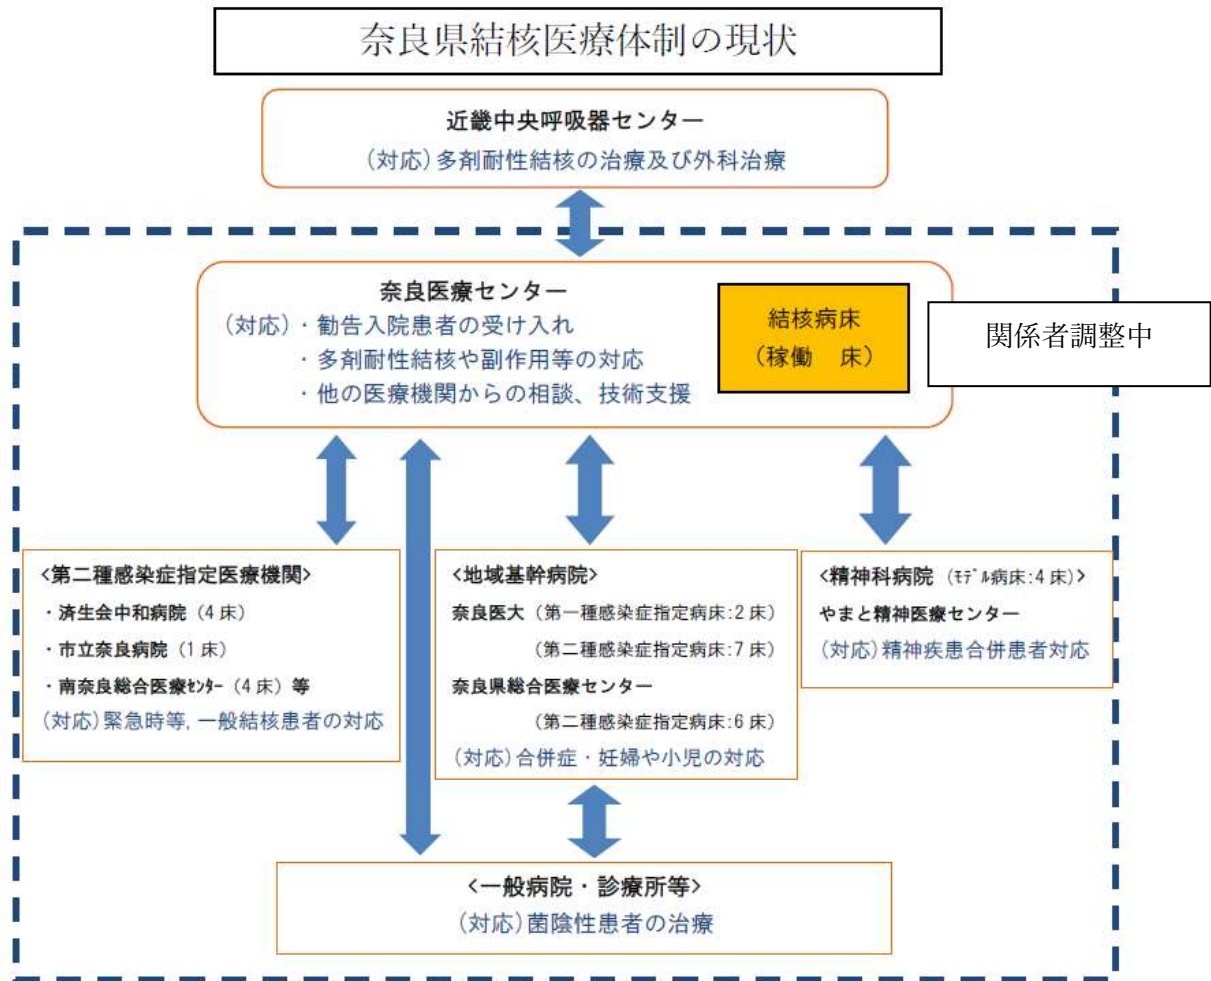 奈良県結核医療体制の現状
近畿中央呼吸器センター
(対応)多剤耐性結核の治療及び外科治療
奈良医療センター
(対応)・勧告入院患者の受け入れ
・多剤耐性結核や副作用等の対応
・他の医療機関からの相談、技術支援
結核病床
(稼働　床)
関係者調整中
<第二種感染症指定医療機関>
・済生会中和病院(4床)
・市立奈良病院(1床)
・南奈良総合医療ｾﾝﾀｰ(4床)等
(対応)緊急時等,一般結核患者の対応
<地域基幹病院>
奈良医大(第一種感染症指定病床:2床)
(第二種感染症指定病床:7床)
奈良県総合医療センター
(第二種感染症指定病床:6床)
(対応)合併症・妊婦や小児の対応
<精神科病院(ﾓﾃﾞﾙ病床:4床)>
やまと精神医療センター
(対応)精神疾患合併患者対応
<一般病院・診療所等>
(対応)菌陰性患者の治療